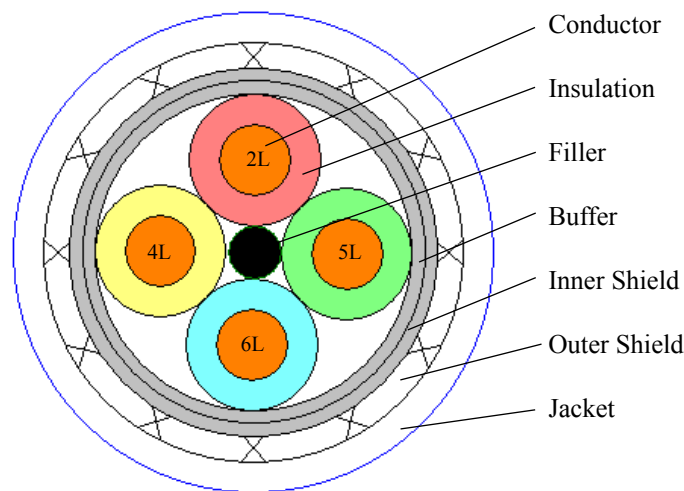 Conductor
Insulation
2L
Filler
Buffer
4L
5L
Inner Shield
6L
Outer Shield
Jacket